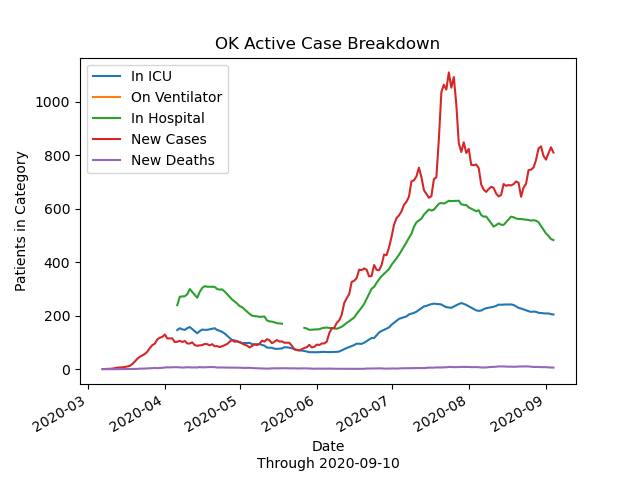 OK Active Case Breakdown
In ICU
On Ventilator
In Hospital
New Cases
New Deaths
Patients in Category
1000
800
600
400
200
0
2020-03
2020-04
2020-05
2020-06
2020-07
2020-08
2020-09
Date
Through 2020-09-10